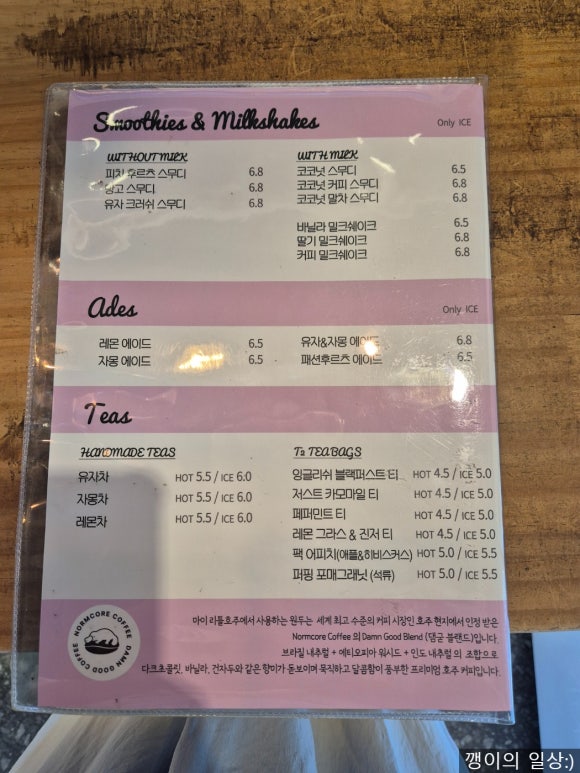 Smoothies & Milkshakes
Only ICE
WITHOUT MILK
피치 후르츠 스무디 6.8
망고 스무디 6.8
유자 크러쉬 스무디 6.8
WITH MILK
코코넛 스무디 6.5
코코넛 커피 스무디 6.8
코코넛 말차 스무디 6.8
바닐라 밀크쉐이크 6.5
딸기 밀크쉐이크 6.8
커피 밀크쉐이크 6.8
Ades
Only ICE
레몬 에이드 6.5
자몽 에이드 6.5
유자&자몽 에이드 6.8
패션후르츠 에이드 6.5
Teas
HANDMADE TEAS
유자차 HOT 5.5 / ICE 6.0
자몽차 HOT 5.5 / ICE 6.0
레몬차 HOT 5.5 / ICE 6.0
T2 TEABAGS
잉글리쉬 블랙퍼스트 티 HOT 4.5 / ICE 5.0
저스트 카모마일 티 HOT 4.5 / ICE 5.0
페퍼민트 티 HOT 4.5 / ICE 5.0
레몬 그라스 & 진저 티 HOT 4.5 / ICE 5.0
팩 어피치(애플&히비스커스) HOT 5.0 / ICE 5.5
퍼핑 포매그래닛 (석류) HOT 5.0 / ICE 5.5
NORMCORE COFFEE
DAMN GOOD COFFEE
마이 리틀호주에서 사용하는 원두는 세계 최고 수준의 커피 시장인 호주 현지에서 인정 받은
Normcore Coffee 의 Damn Good Blend (댐굿 블랜드)입니다.
브라질 내추럴 + 에티오피아 워시드 + 인도 내추럴 의 조합으로
다크초콜릿, 바닐라, 건자두와 같은 향미가 돋보이며 묵직하고 달콤함이 풍부한 프리미엄 호주 커피입니다.
깽이의 일상:)